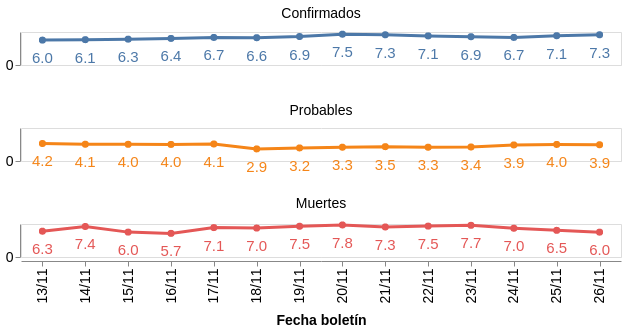 Confirmados
0
6.0 6.1 6.3 6.4 6.7 6.6 6.9 7.5 7.3 7.1 6.9 6.7 7.1 7.3
Probables
0
4.2 4.1 4.0 4.0 4.1 2.9 3.2 3.3 3.5 3.3 3.4 3.9 4.0 3.9
Muertes
0
6.3 7.4 6.0 5.7 7.1 7.0 7.5 7.8 7.3 7.5 7.7 7.0 6.5 6.0
13/11 14/11 15/11 16/11 17/11 18/11 19/11 20/11 21/11 22/11 23/11 24/11 25/11 26/11
Fecha boletín